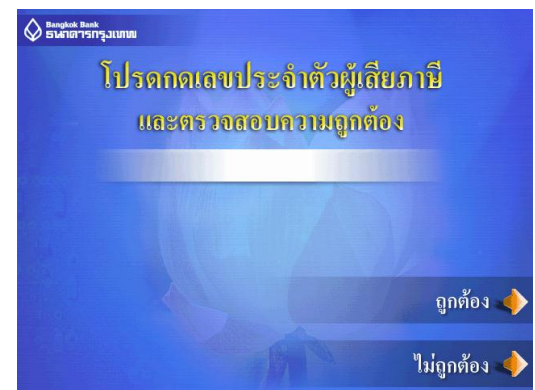 Bangkok Bank
ธนาคารกรุงเทพ
โปรดกดเลขประจำตัวผู้เสียภาษี
และตรวจสอบความถูกต้อง
ถูกต้อง
ไม่ถูกต้อง